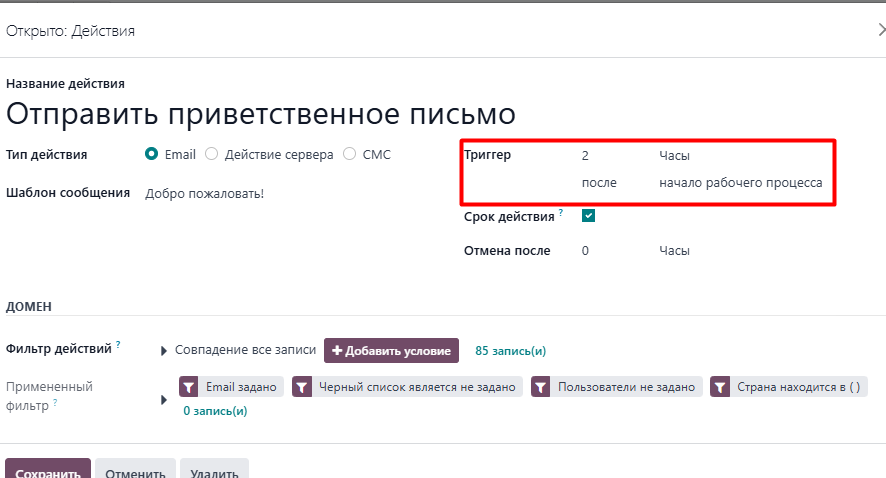 Открыто: Действия
Название действия
Отправить приветственное письмо
Тип действия Email Действие сервера СМС
Шаблон сообщения Добро пожаловать!
Триггер 2 Часы
после начало рабочего процесса
Срок действия ?
Отмена после 0 Часы
ДОМЕН
Фильтр действий ? Совпадение все записи + Добавить условие 85 запись(и)
Примененный фильтр ? Email задано Черный список является не задано Пользователи не задано Страна находится в ( )
0 запись(и)
Сохранить Отменить Удалить